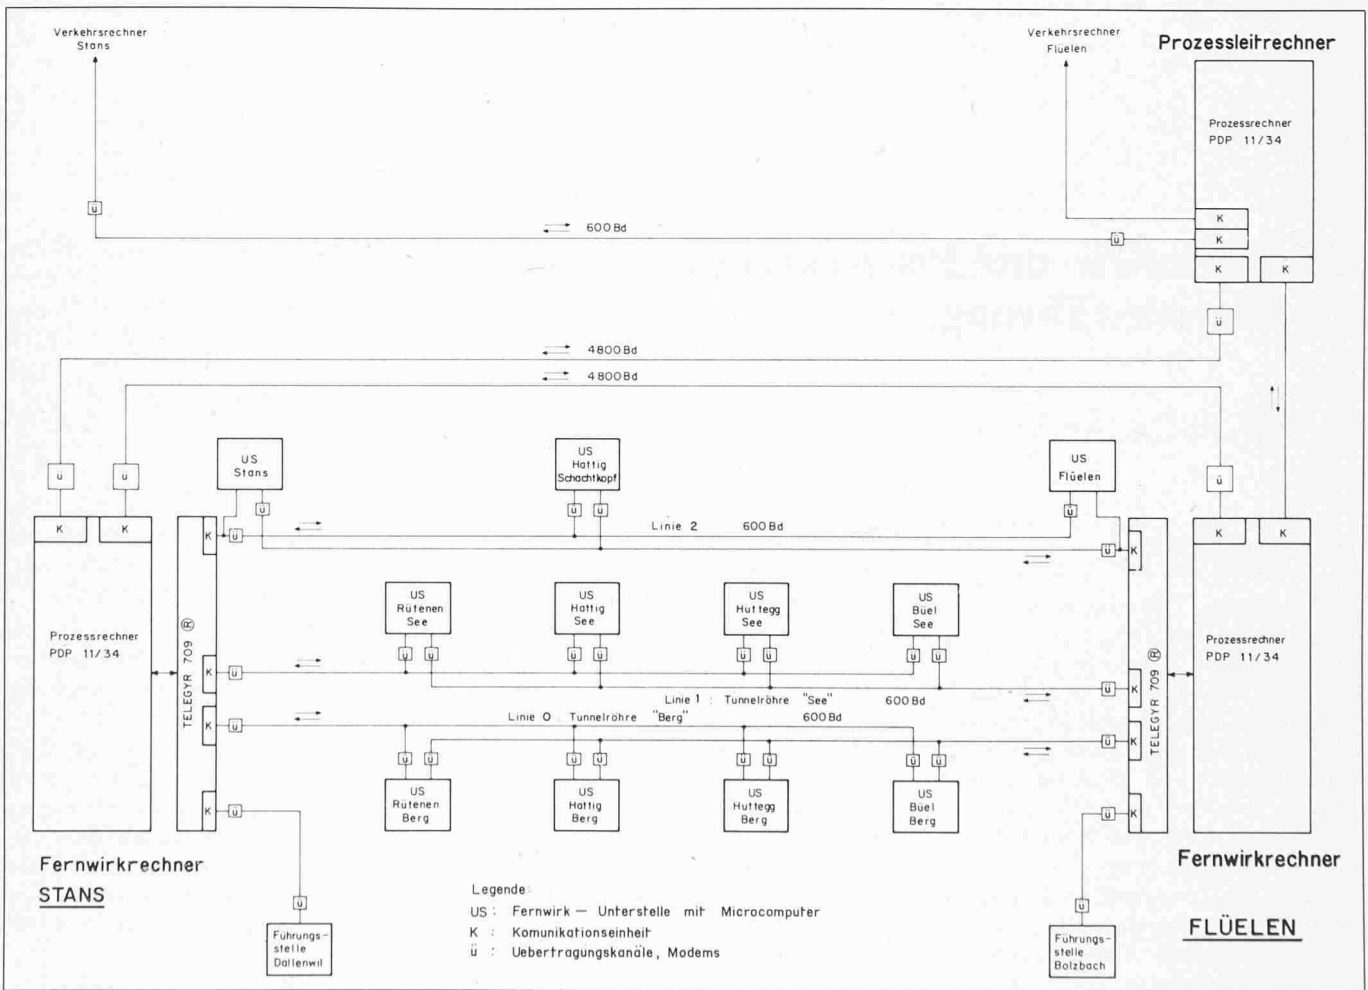 Verkehrsrechner
Stans
Verkehrsrechner
Flüelen
Prozessleitrechner
Prozessrechner
PDP 11/34
K
K
K
K
ü
600 Bd
ü
ü
4800 Bd
4800 Bd
ü
ü
ü
US
Stans
US
Hattig
Schachtkopf
US
Flüelen
ü
ü
ü
ü
K
K
K
ü
Linie 2 600 Bd
ü
K
K
K
Prozessrechner
PDP 11/34
TELEGYR 709 ®
US
Rütenen
See
US
Hattig
See
US
Huttegg
See
US
Büel
See
TELEGYR 709 ®
Prozessrechner
PDP 11/34
ü
ü
ü
ü
ü
ü
ü
ü
K
ü
ü
K
Linie 1 : Tunnelröhre "See" 600 Bd
K
ü
Linie 0 : Tunnelröhre "Berg" 600 Bd
ü
K
ü
ü
ü
ü
ü
ü
ü
ü
US
Rütenen
Berg
US
Hattig
Berg
US
Huttegg
Berg
US
Büel
Berg
K
ü
ü
K
Fernwirkrechner
STANS
Fernwirkrechner
FLÜELEN
ü
Führungs-
stelle
Dallenwil
ü
Führungs-
stelle
Bolzbach
Legende:
US : Fernwirk – Unterstelle mit Microcomputer
K : Komunikationseinheit
ü : Uebertragungskanäle, Modems